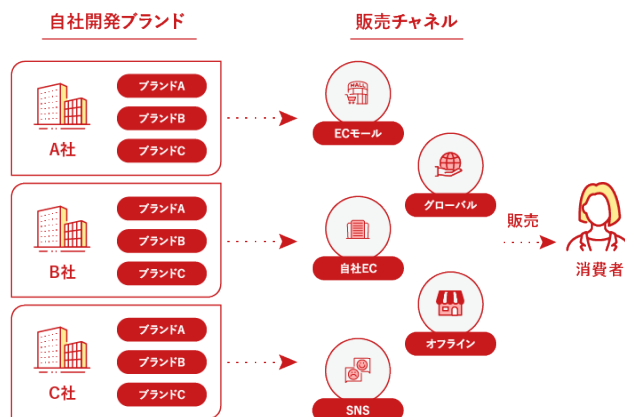 自社開発ブランド
販売チャネル
ブランドA
ブランドB
ブランドC
A社
ブランドA
ブランドB
ブランドC
B社
ブランドA
ブランドB
ブランドC
C社
MALL
ECモール
グローバル
自社EC
オフライン
SNS
販売
消費者